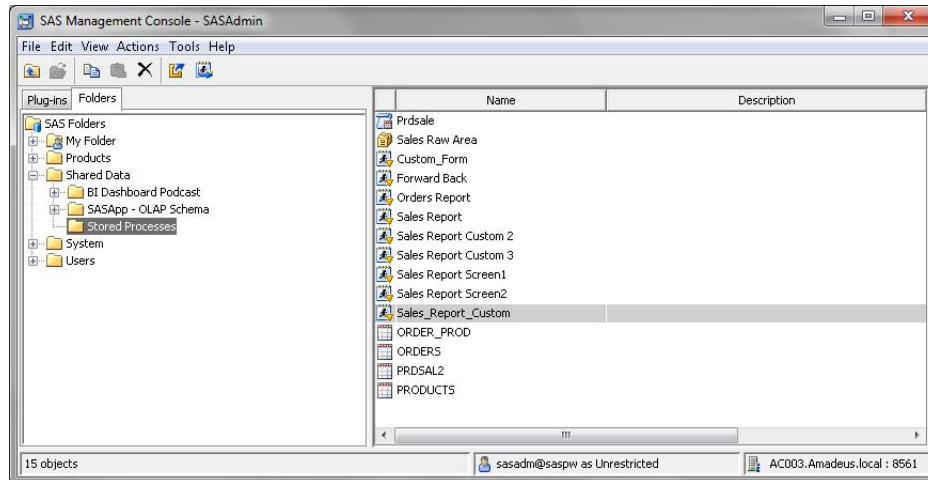 SAS Management Console - SASAdmin
File Edit View Actions Tools Help
Plug-ins Folders
SAS Folders
My Folder
Products
Shared Data
BI Dashboard Podcast
SASApp - OLAP Schema
Stored Processes
System
Users
Name Description
Prdsale
Sales Raw Area
Custom_Form
Forward Back
Orders Report
Sales Report
Sales Report Custom 2
Sales Report Custom 3
Sales Report Screen1
Sales Report Screen2
Sales_Report_Custom
ORDER_PROD
ORDERS
PRDSAL2
PRODUCTS
15 objects sasadm@saspw as Unrestricted AC003.Amadeus.local : 8561